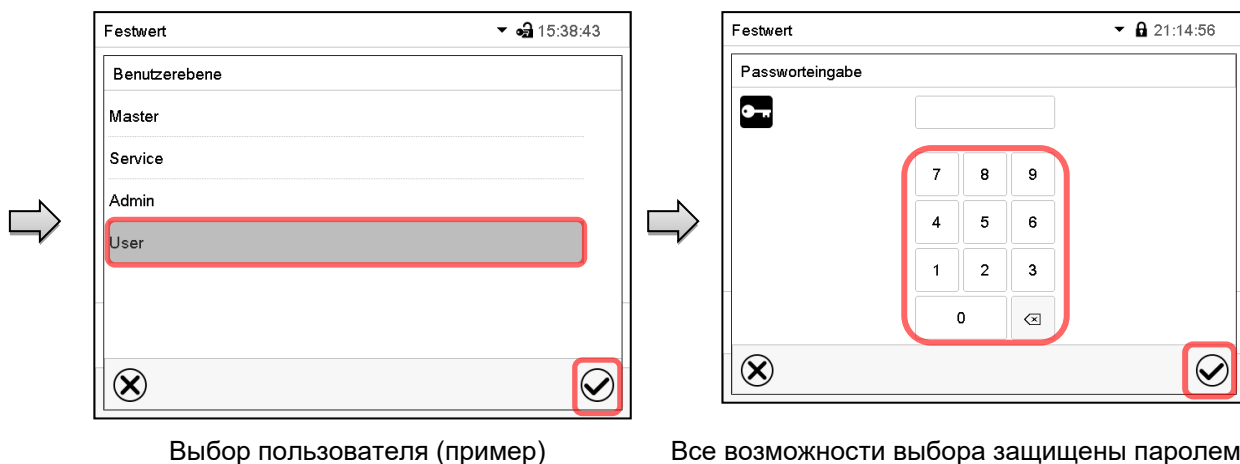 Festwert
15:38:43
Benutzerebene
Master
Service
Admin
User
Выбор пользователя (пример)
Festwert
21:14:56
Passworteingabe
7 8 9
4 5 6
1 2 3
0
Все возможности выбора защищены паролем